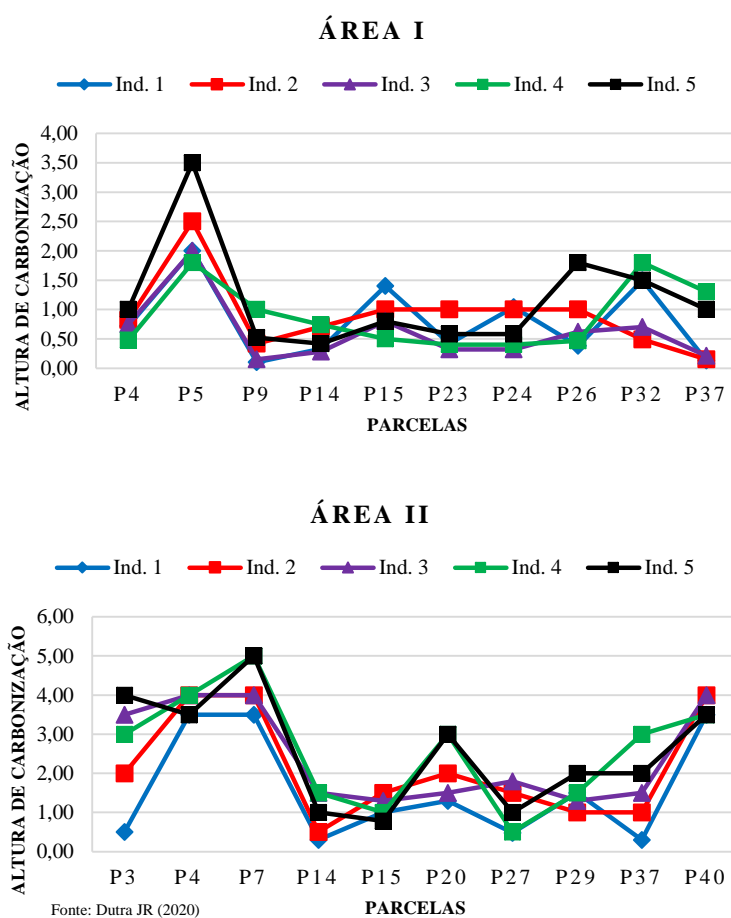 ÁREA I
Ind. 1 Ind. 2 Ind. 3 Ind. 4 Ind. 5
ALTURA DE CARBONIZAÇÃO
4,00
3,50
3,00
2,50
2,00
1,50
1,00
0,50
0,00
P4 P5 P9 P14 P15 P23 P24 P26 P32 P37
PARCELAS
ÁREA II
Ind. 1 Ind. 2 Ind. 3 Ind. 4 Ind. 5
ALTURA DE CARBONIZAÇÃO
6,00
5,00
4,00
3,00
2,00
1,00
0,00
P3 P4 P7 P14 P15 P20 P27 P29 P37 P40
PARCELAS
Fonte: Dutra JR (2020)